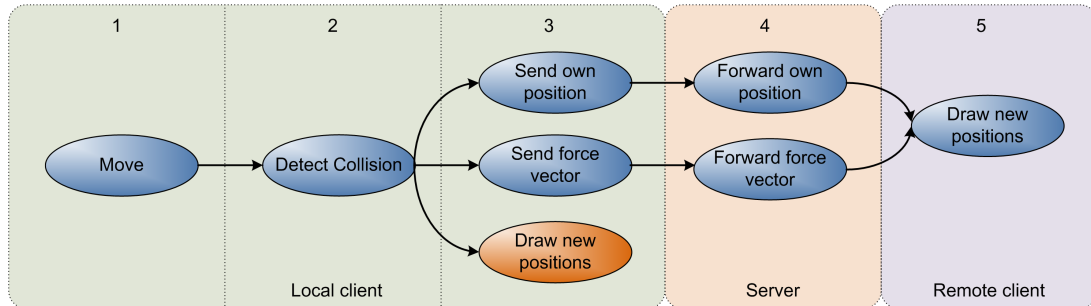 1
2
3
4
5
Move
Detect Collision
Send own
position
Send force
vector
Draw new
positions
Forward own
position
Forward force
vector
Draw new
positions
Local client
Server
Remote client